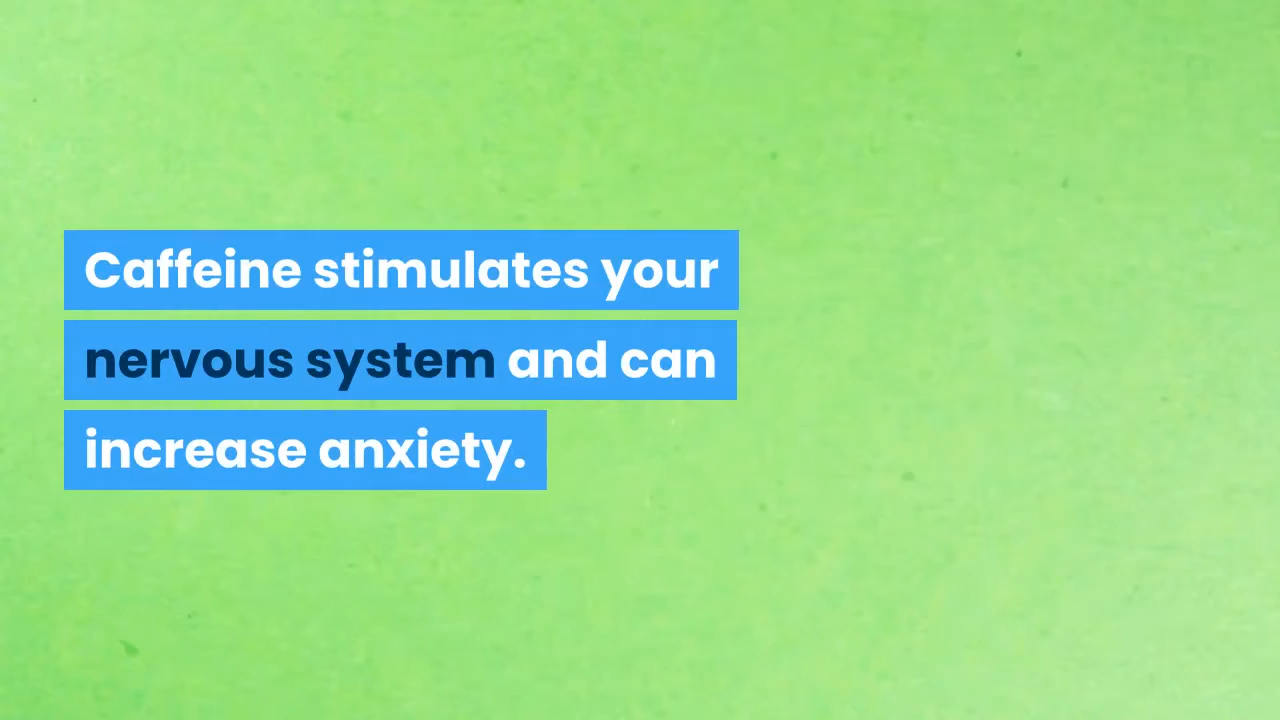 Caffeine stimulates your
nervous system and can
increase anxiety.